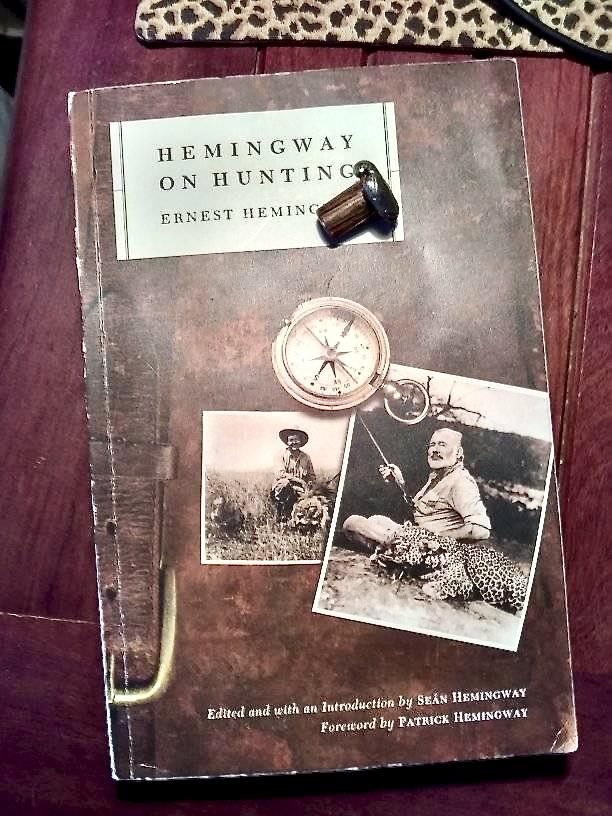 HEMINGWAY
ON HUNTING
ERNEST HEMING
Edited and with an Introduction by SEÁN HEMINGWAY
Foreword by PATRICK HEMINGWAY